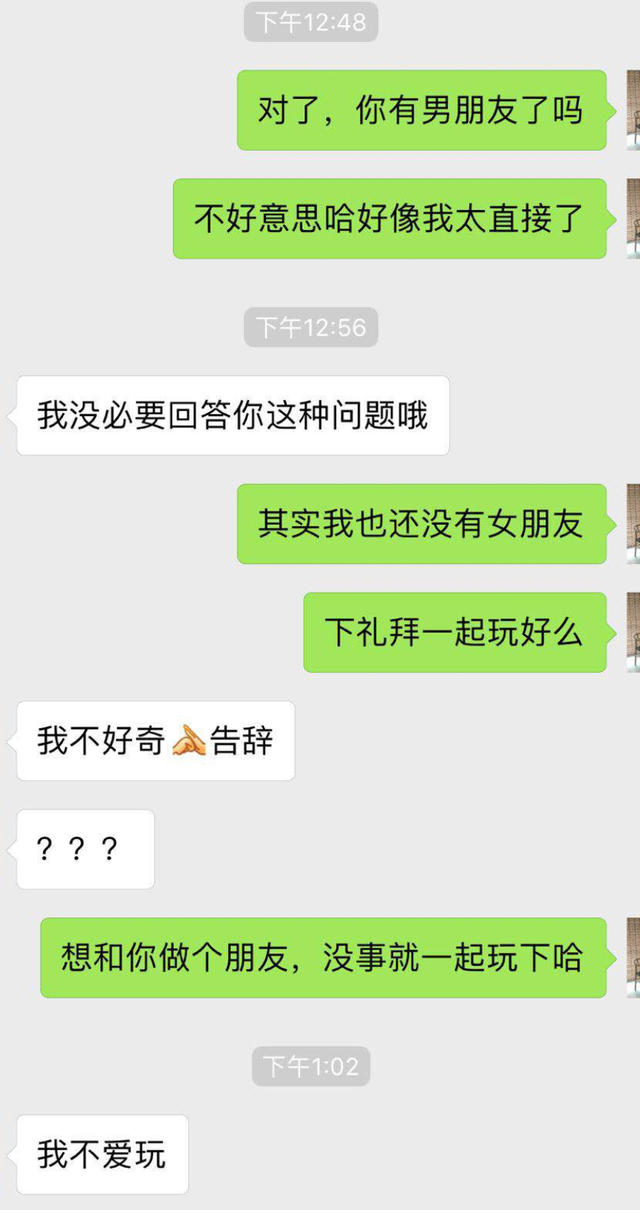 下午12:48
对了，你有男朋友了吗
不好意思哈好像我太直接了
下午12:56
我没必要回答你这种问题哦
其实我也还没有女朋友
下礼拜一起玩好么
我不好奇告辞
？？？
想和你做个朋友，没事就一起玩下哈
下午1:02
我不爱玩